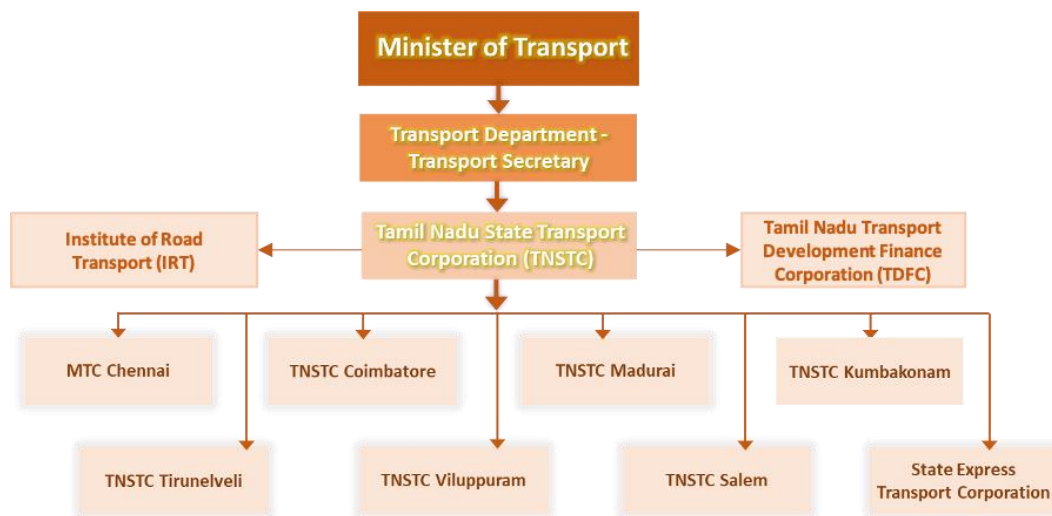 Minister of Transport
Transport Department -
Transport Secretary
Institute of Road
Transport (IRT)
Tamil Nadu State Transport
Corporation (TNSTC)
Tamil Nadu Transport
Development Finance
Corporation (TDFC)
MTC Chennai
TNSTC Coimbatore
TNSTC Madurai
TNSTC Kumbakonam
TNSTC Tirunelveli
TNSTC Viluppuram
TNSTC Salem
State Express
Transport Corporation